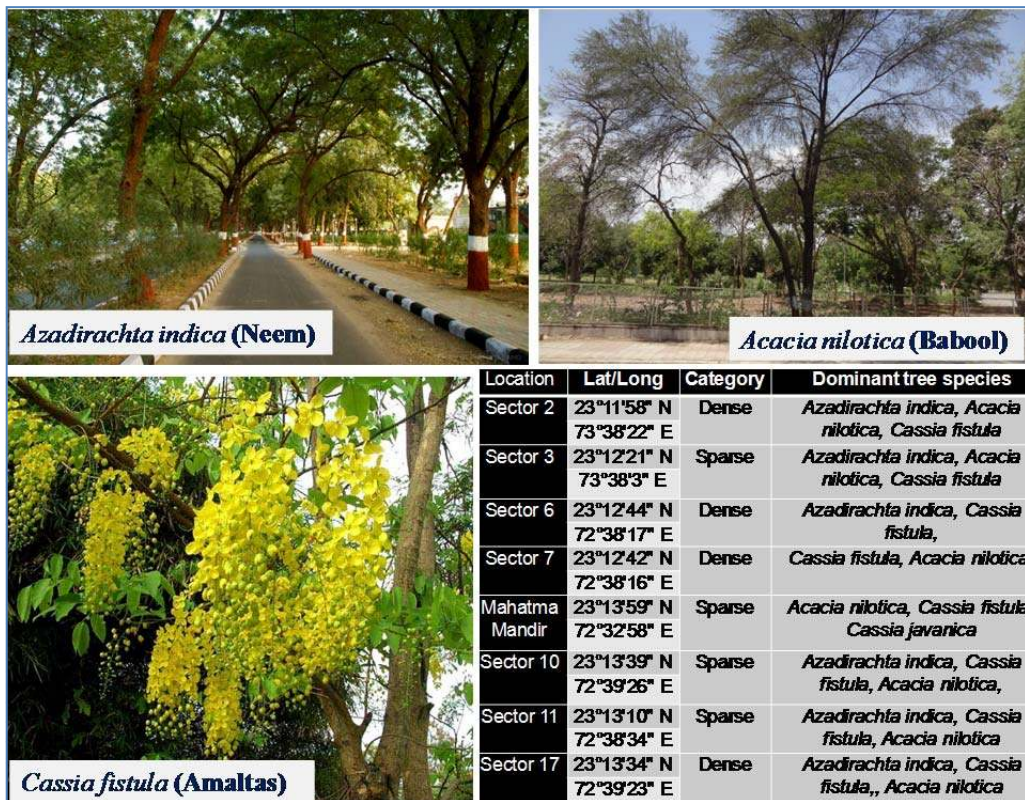 Azadirachta indica (Neem)
Acacia nilotica (Babool)
Cassia fistula (Amaltas)
Location Lat/Long Category Dominant tree species
Sector 2 23°11'58" N Dense Azadirachta indica, Acacia
73°38'22" E nilotica, Cassia fistula
Sector 3 23°12'21" N Sparse Azadirachta indica, Acacia
73°38'3" E nilotica, Cassia fistula
Sector 6 23°12'44" N Dense Azadirachta indica, Cassia
72°38'17" E fistula,
Sector 7 23°12'42" N Dense Cassia fistula, Acacia nilotica
72°38'16" E
Mahatma 23°13'59" N Sparse Acacia nilotica, Cassia fistula
Mandir 72°32'58" E Cassia javanica
Sector 10 23°13'39" N Sparse Azadirachta indica, Cassia
72°39'26" E fistula, Acacia nilotica,
Sector 11 23°13'10" N Sparse Azadirachta indica, Cassia
72°38'34" E fistula, Acacia nilotica
Sector 17 23°13'34" N Dense Azadirachta indica, Cassia
72°39'23" E fistula,, Acacia nilotica